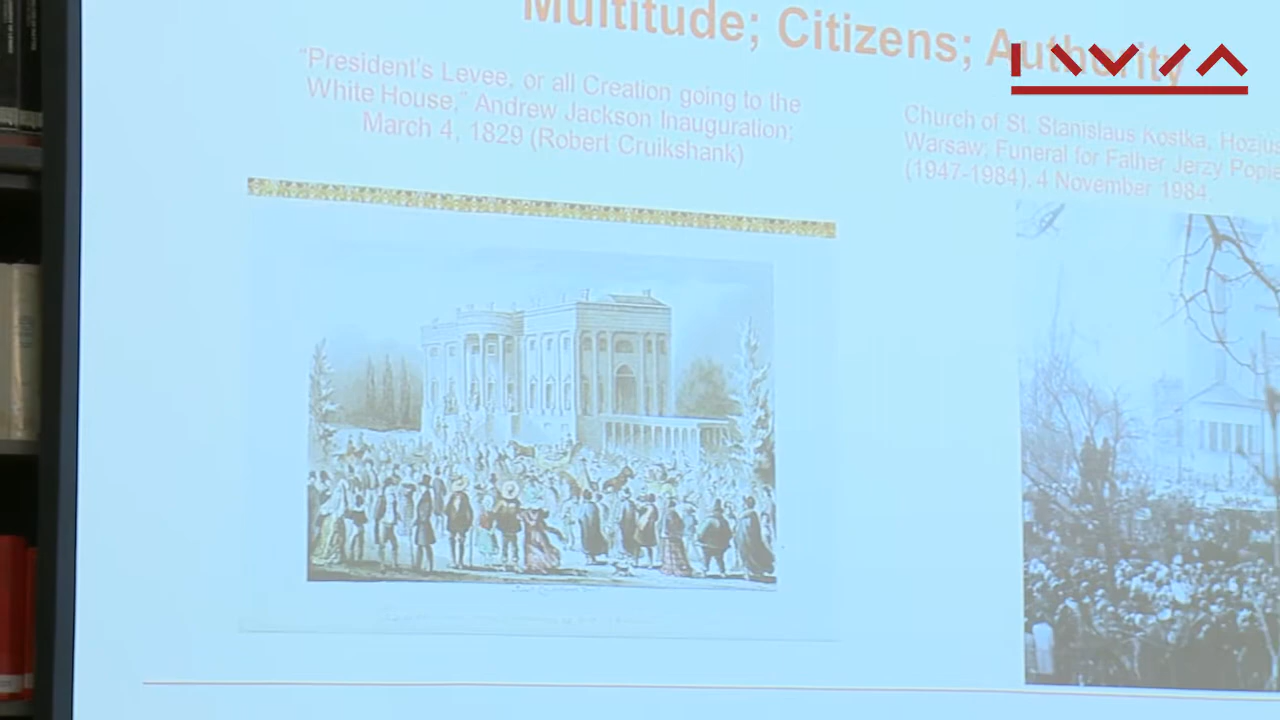 Multitude; Citizens; Authority
"President's Levee, or all Creation going to the
White House," Andrew Jackson Inauguration;
March 4, 1829 (Robert Cruikshank)
Church of St. Stanislaus Kostka, Hozjus
Warsaw; Funeral for Father Jerzy Popie
(1947-1984), 4 November 1984.